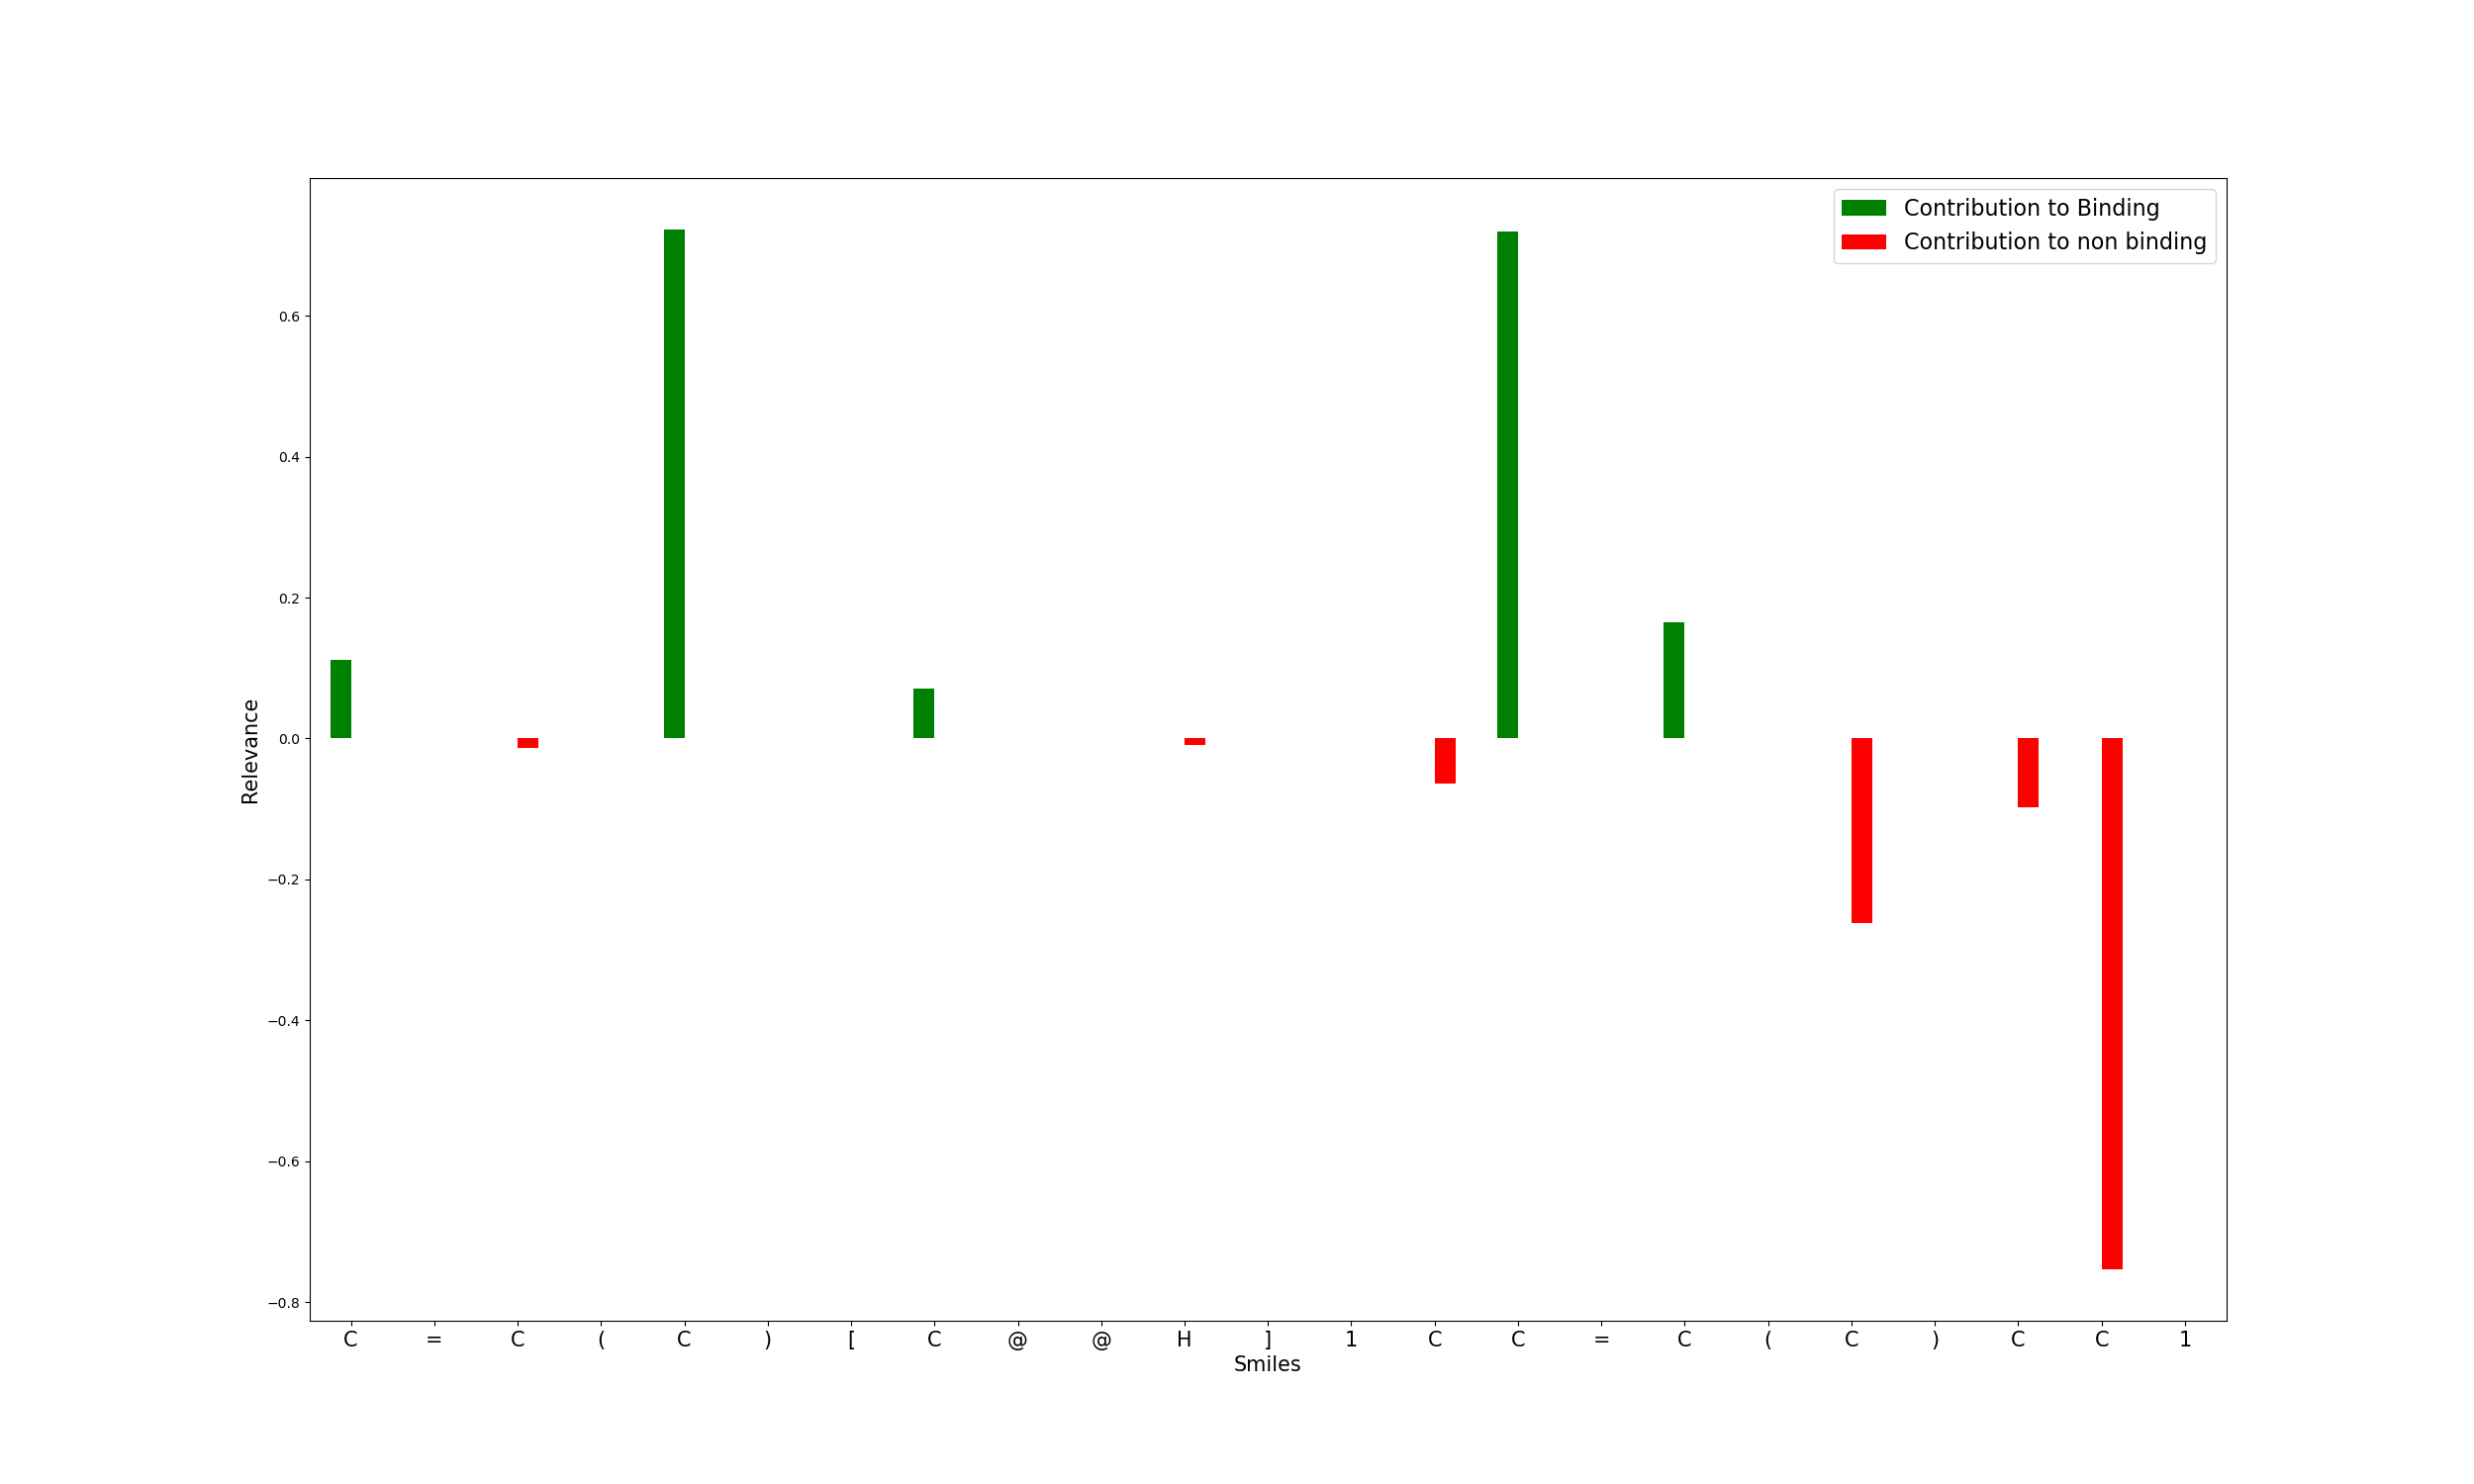 Contribution to Binding
Contribution to non binding
0.6
0.4
0.2
0.0
−0.2
−0.4
−0.6
−0.8
Relevance
C = C ( C ) [ C @ @ H ] 1 C C = C ( C ) C C 1
Smiles